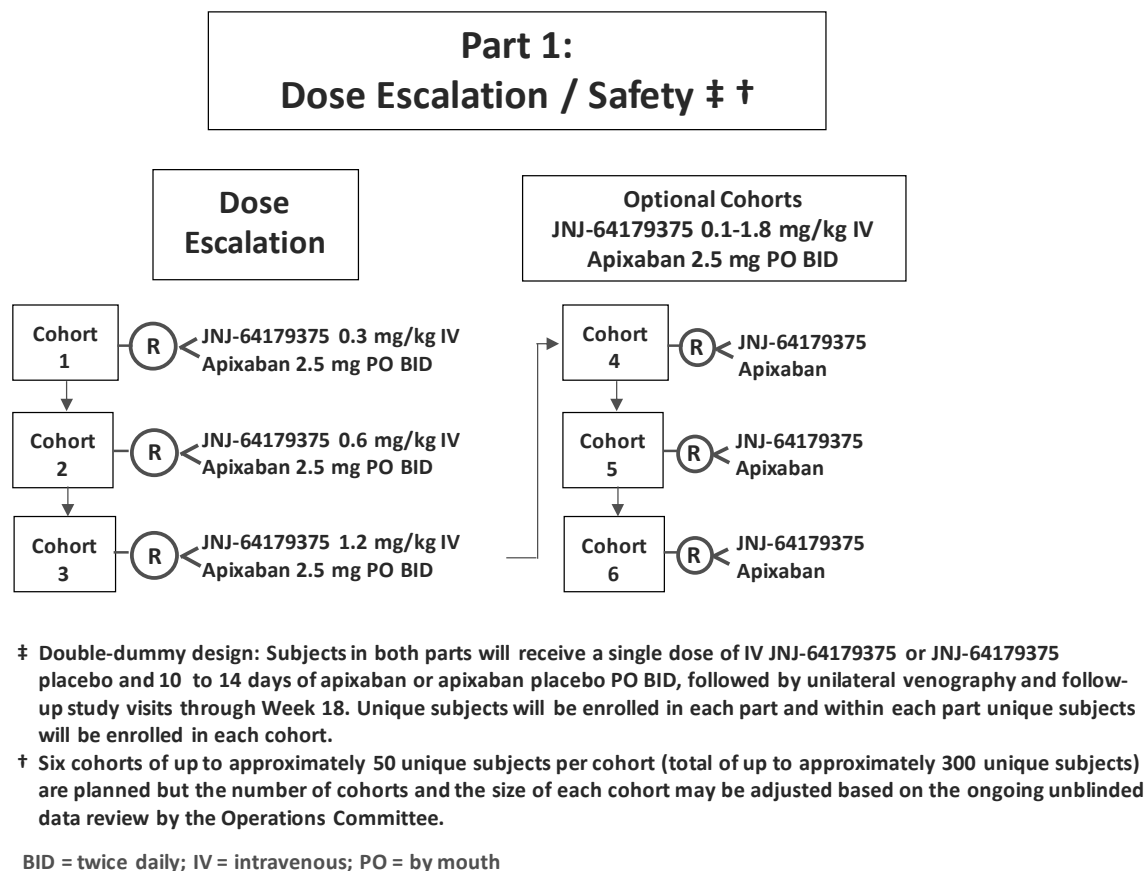 Part 1:
Dose Escalation / Safety ‡ †
Dose
Escalation
Optional Cohorts
JNJ-64179375 0.1-1.8 mg/kg IV
Apixaban 2.5 mg PO BID
Cohort
1
R
JNJ-64179375 0.3 mg/kg IV
Apixaban 2.5 mg PO BID
Cohort
2
R
JNJ-64179375 0.6 mg/kg IV
Apixaban 2.5 mg PO BID
Cohort
3
R
JNJ-64179375 1.2 mg/kg IV
Apixaban 2.5 mg PO BID
Cohort
4
R
JNJ-64179375
Apixaban
Cohort
5
R
JNJ-64179375
Apixaban
Cohort
6
R
JNJ-64179375
Apixaban
‡ Double-dummy design: Subjects in both parts will receive a single dose of IV JNJ-64179375 or JNJ-64179375
placebo and 10 to 14 days of apixaban or apixaban placebo PO BID, followed by unilateral venography and follow-
up study visits through Week 18. Unique subjects will be enrolled in each part and within each part unique subjects
will be enrolled in each cohort.
† Six cohorts of up to approximately 50 unique subjects per cohort (total of up to approximately 300 unique subjects)
are planned but the number of cohorts and the size of each cohort may be adjusted based on the ongoing unblinded
data review by the Operations Committee.
BID = twice daily; IV = intravenous; PO = by mouth